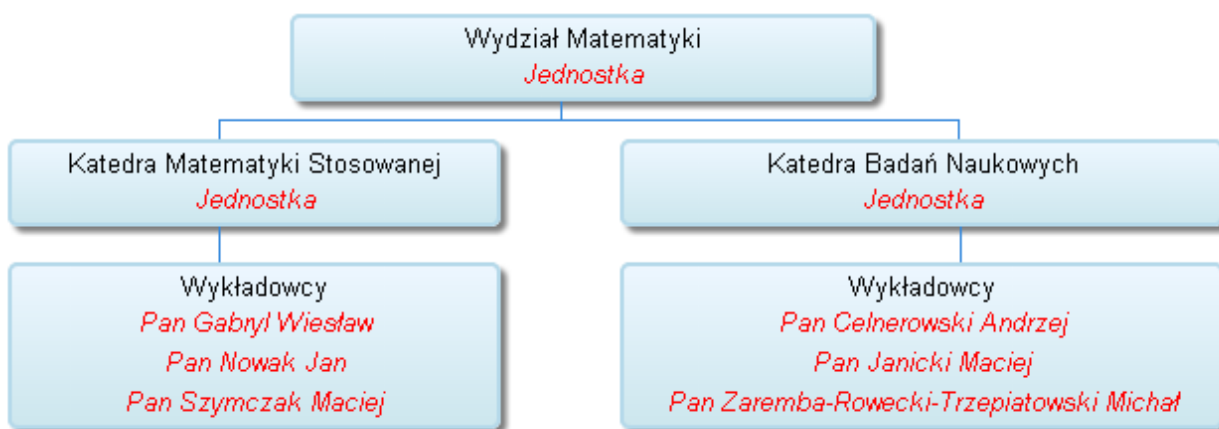 Wydział Matematyki
Jednostka
Katedra Matematyki Stosowanej
Jednostka
Katedra Badań Naukowych
Jednostka
Wykładowcy
Pan Gabryl Wiesław
Pan Nowak Jan
Pan Szymczak Maciej
Wykładowcy
Pan Celnerowski Andrzej
Pan Janicki Maciej
Pan Zaremba-Rowecki-Trzepiatowski Michał